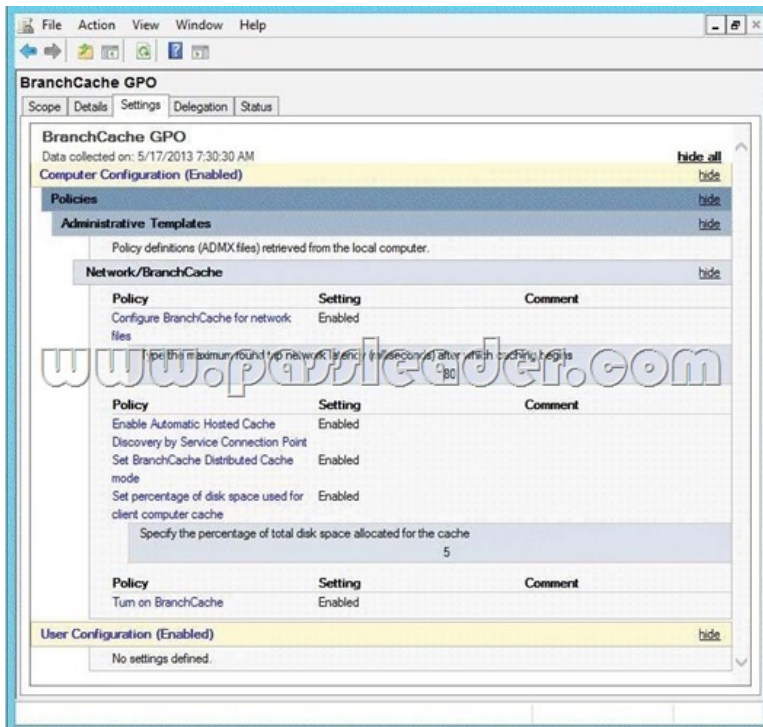 File Action View Window Help
BranchCache GPO
Scope Details Settings Delegation Status
BranchCache GPO
Data collected on: 5/17/2013 7:30:30 AM
hide all
Computer Configuration (Enabled)
hide
Policies
hide
Administrative Templates
hide
Policy definitions (ADMX files) retrieved from the local computer.
Network/BranchCache
hide
Policy Setting Comment
Configure BranchCache for network Enabled
files
Type the maximum round trip network latency (milliseconds) after which caching begins
80
www.passleader.com
Policy Setting Comment
Enable Automatic Hosted Cache Enabled
Discovery by Service Connection Point
Set BranchCache Distributed Cache Enabled
mode
Set percentage of disk space used for Enabled
client computer cache
Specify the percentage of total disk space allocated for the cache
5
Policy Setting Comment
Turn on BranchCache Enabled
User Configuration (Enabled)
hide
No settings defined.